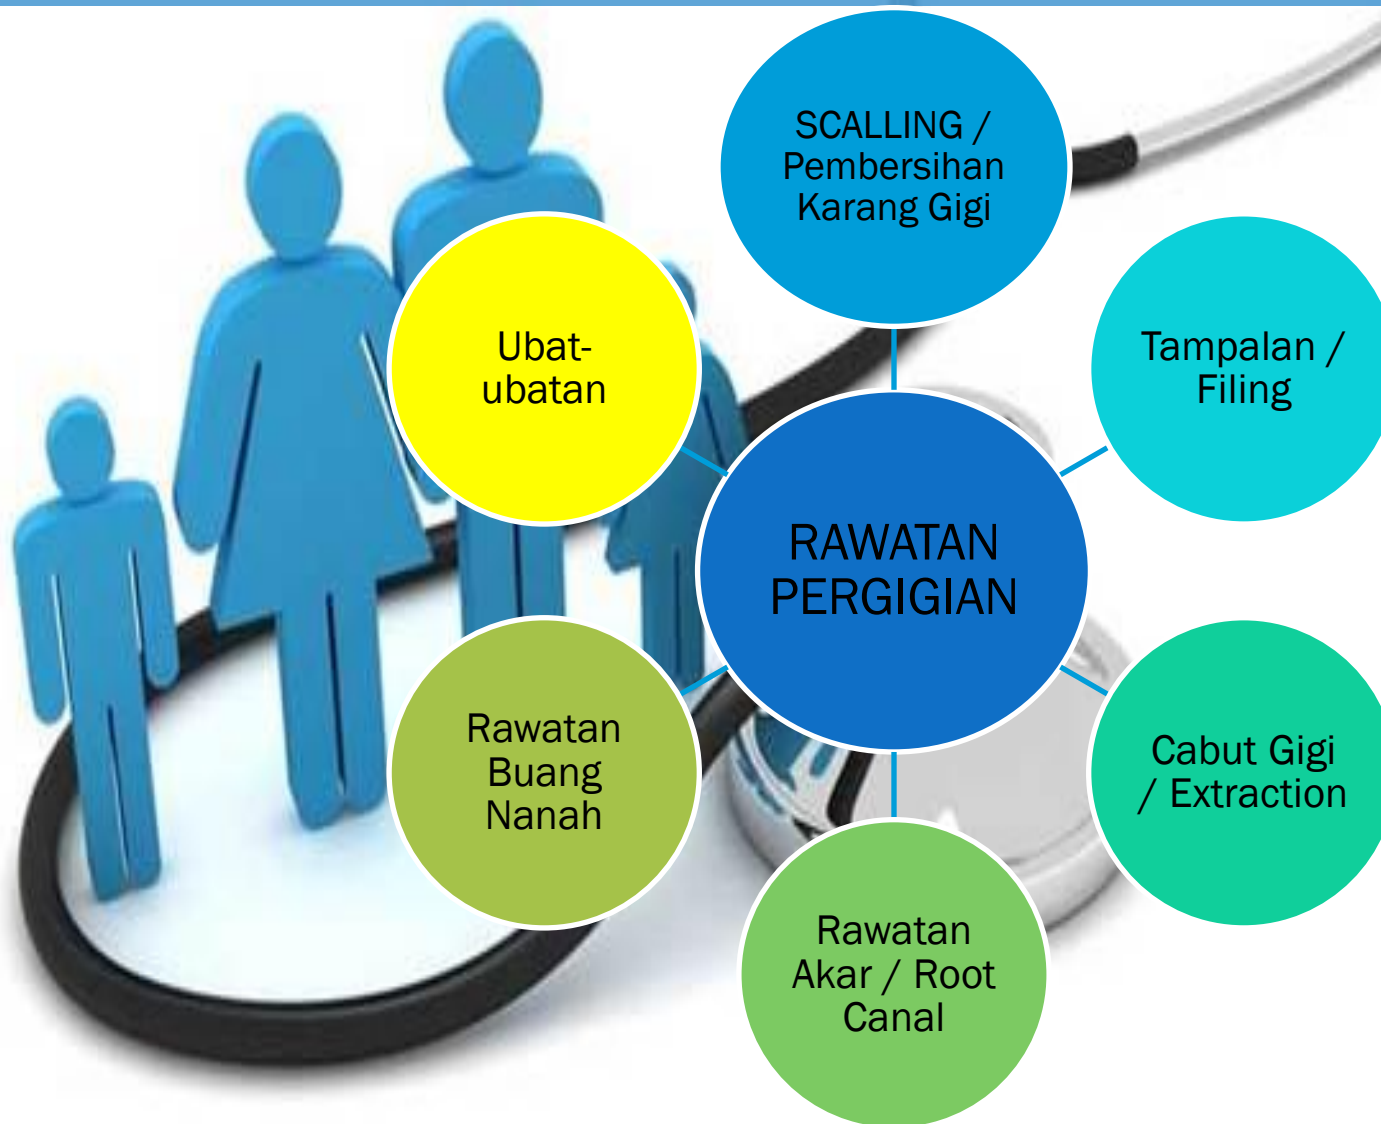 SCALLING /
Pembersihan
Karang Gigi
Tampalan /
Filing
Cabut Gigi
/ Extraction
Rawatan
Akar / Root
Canal
Rawatan
Buang
Nanah
Ubat-
ubatan
RAWATAN
PERGIGIAN